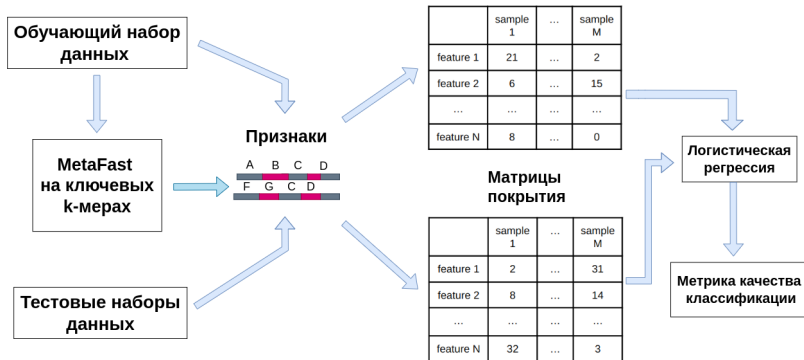 Обучающий набор
данных
MetaFast
на ключевых
k-мерах
Тестовые наборы
данных
Признаки
A B C D
F G C D
sample 1 … sample M
feature 1 21 … 2
feature 2 6 … 15
… … …
feature N 8 … 0
Матрицы
покрытия
sample 1 … sample M
feature 1 2 … 31
feature 2 8 … 14
… … …
feature N 32 … 3
Логистическая
регрессия
Метрика качества
классификации